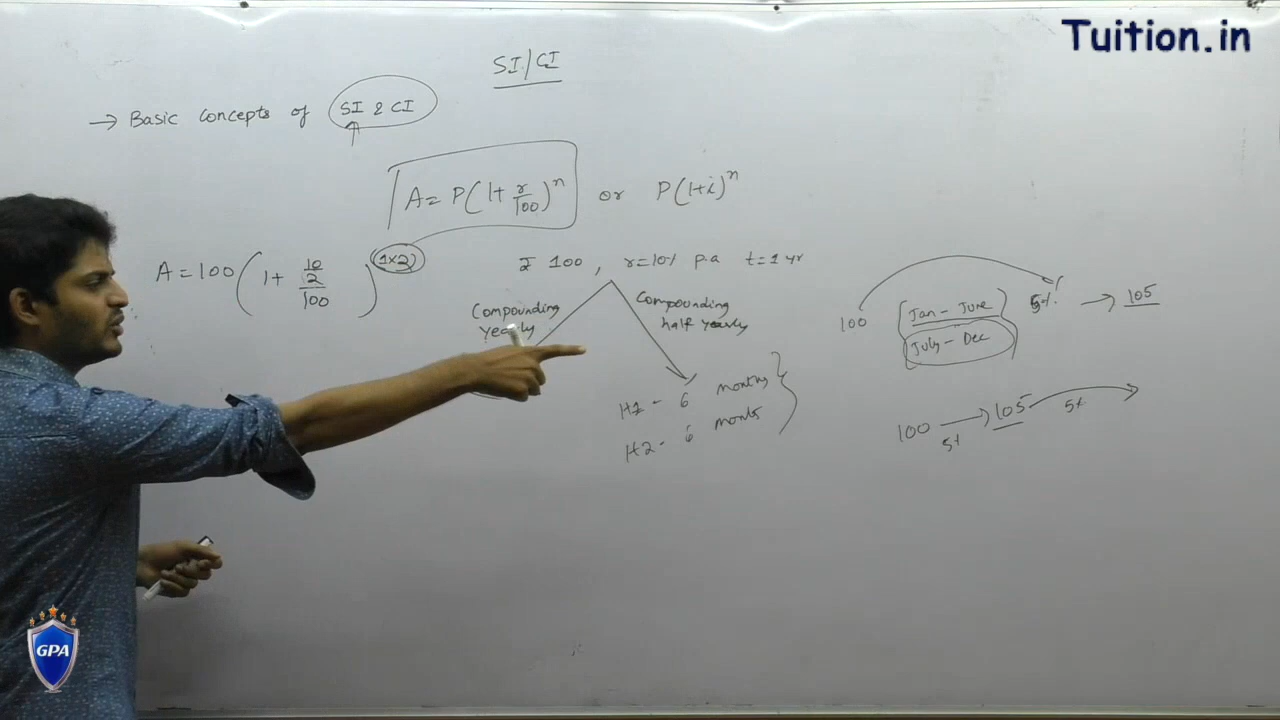 Tuition.in
SI/CI
→ Basic concepts of SI & CI
A = P(1+r/100)^n or P(1+i)^n
A = 100(1+ 10/2/100)^(1×2)
₹ 100, r=10% p.a t=1 yr
Compounding yearly
Compounding half yearly
H1 - 6 months
H2 - 6 months
100 (Jan - June) 5% → 105
July - Dec
100 → 105
5% 5%
GPA